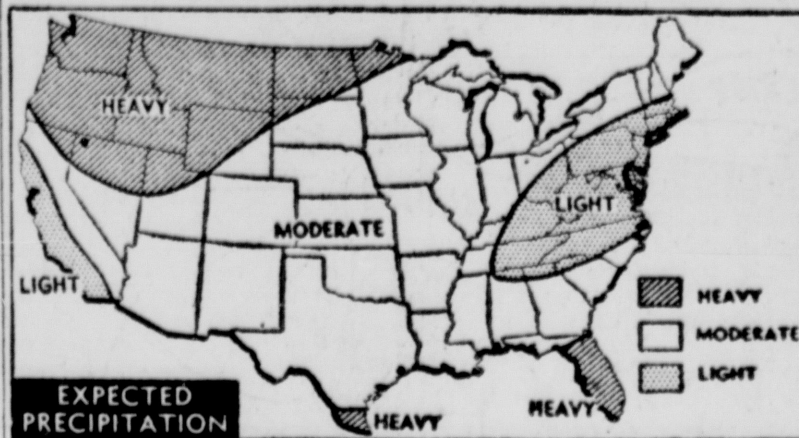 HEAVY
MODERATE
LIGHT
LIGHT
HEAVY
MODERATE
LIGHT
EXPECTED
PRECIPITATION
HEAVY
HEAVY